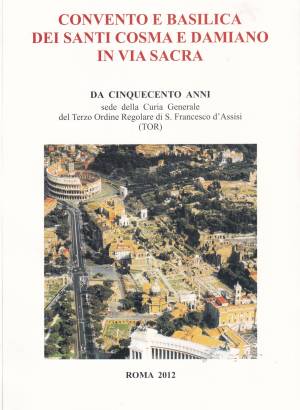 CONVENTO E BASILICA
DEI SANTI COSMA E DAMIANO
IN VIA SACRA
DA CINQUECENTO ANNI
sede della Curia Generale
del Terzo Ordine Regolare di S. Francesco d'Assisi
(TOR)
ROMA 2012